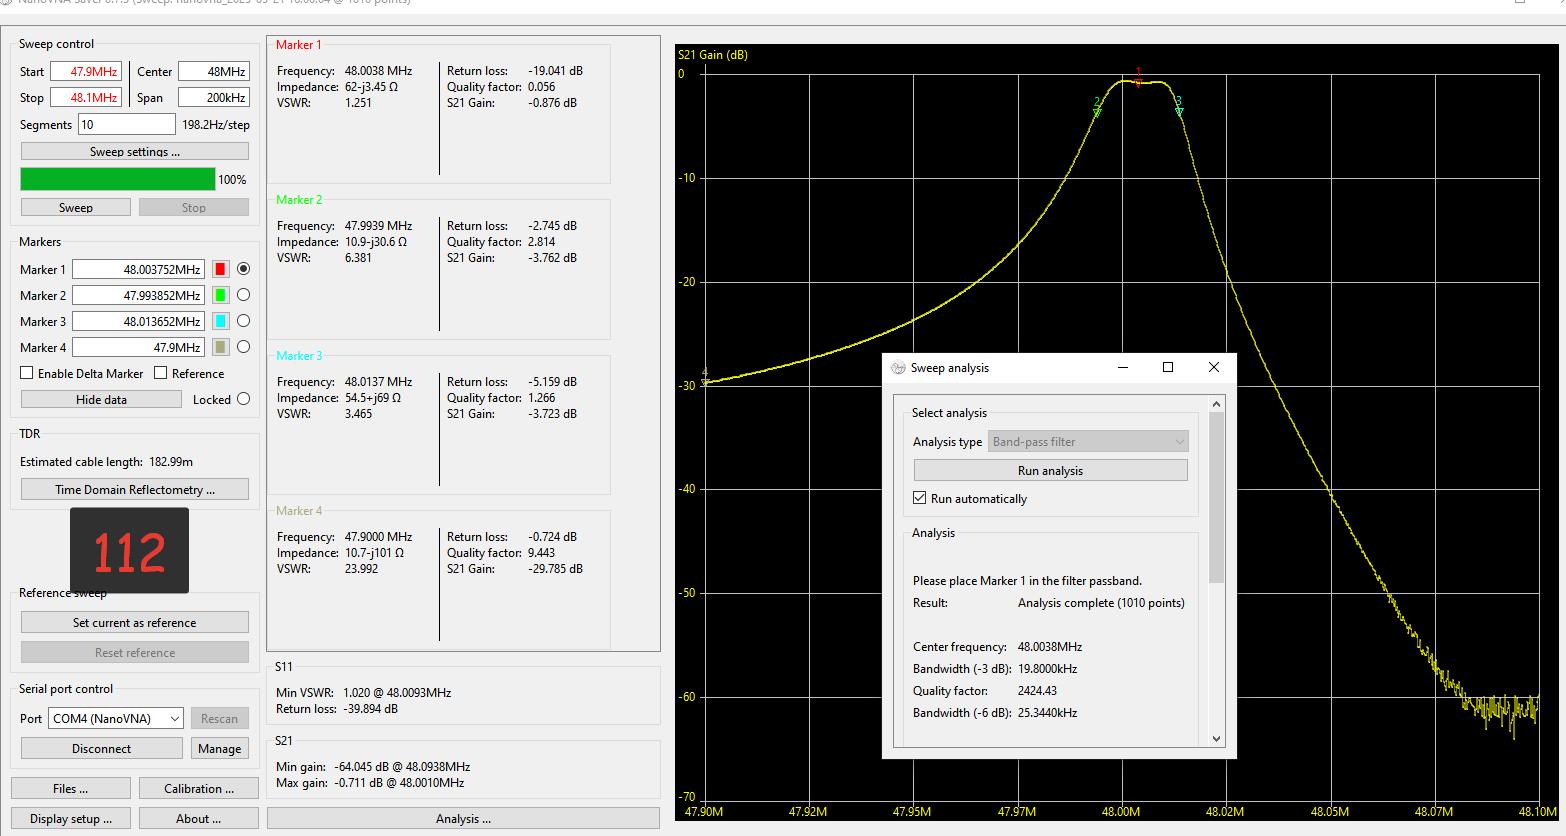 NanoVNA Saver 0.7.3 (Sweep: nanovna_2025-03-21 16:00:04 @ 1010 points)
Sweep control
Start 47.9MHz Center 48MHz
Stop 48.1MHz Span 200kHz
Segments 10 198.2Hz/step
Sweep settings ...
100%
Sweep Stop
Markers
Marker 1 48.003752MHz
Marker 2 47.993852MHz
Marker 3 48.013652MHz
Marker 4 47.9MHz
Enable Delta Marker Reference
Hide data Locked
TDR
Estimated cable length: 182.99m
Time Domain Reflectometry ...
112
Reference sweep
Set current as reference
Reset reference
Serial port control
Port COM4 (NanoVNA) Rescan
Disconnect Manage
Files ... Calibration ...
Display setup ... About ...
Marker 1
Frequency: 48.0038 MHz Return loss: -19.041 dB
Impedance: 62-j3.45 Ω Quality factor: 0.056
VSWR: 1.251 S21 Gain: -0.876 dB
Marker 2
Frequency: 47.9939 MHz Return loss: -2.745 dB
Impedance: 10.9-j30.6 Ω Quality factor: 2.814
VSWR: 6.381 S21 Gain: -3.762 dB
Marker 3
Frequency: 48.0137 MHz Return loss: -5.159 dB
Impedance: 54.5+j69 Ω Quality factor: 1.266
VSWR: 3.465 S21 Gain: -3.723 dB
Marker 4
Frequency: 47.9000 MHz Return loss: -0.724 dB
Impedance: 10.7-j101 Ω Quality factor: 9.443
VSWR: 23.992 S21 Gain: -29.785 dB
S11
Min VSWR: 1.020 @ 48.0093MHz
Return loss: -39.894 dB
S21
Min gain: -64.045 dB @ 48.0938MHz
Max gain: -0.711 dB @ 48.0010MHz
Analysis ...
S21 Gain (dB)
0
1
2
3
-10
-20
4
-30
-40
-50
-60
-70
47.90M 47.92M 47.95M 47.97M 48.00M 48.02M 48.05M 48.07M 48.10M
Sweep analysis
Select analysis
Analysis type Band-pass filter
Run analysis
Run automatically
Analysis
Please place Marker 1 in the filter passband.
Result: Analysis complete (1010 points)
Center frequency: 48.0038MHz
Bandwidth (-3 dB): 19.8000kHz
Quality factor: 2424.43
Bandwidth (-6 dB): 25.3440kHz